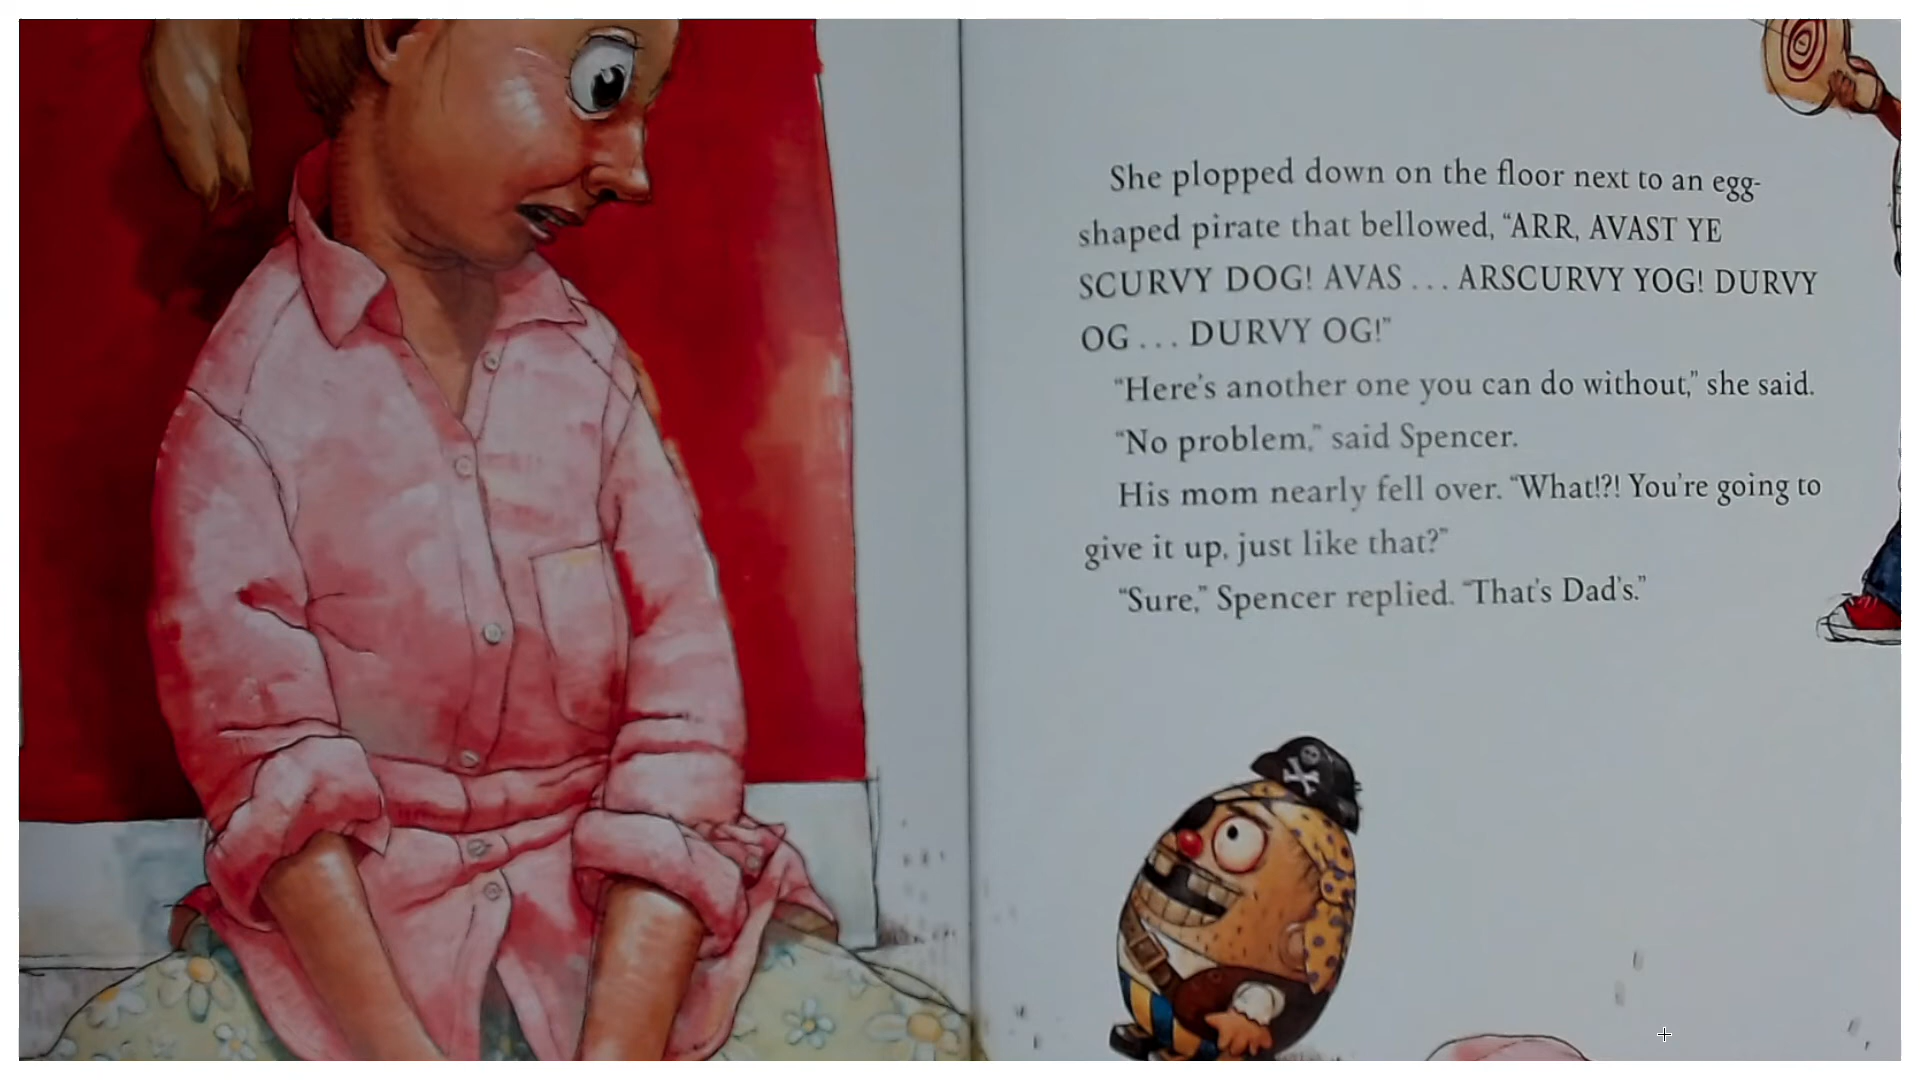 She plopped down on the floor next to an egg-
shaped pirate that bellowed, “ARR, AVAST YE
SCURVY DOG! AVAS . . . ARSCURVY YOG! DURVY
OG . . . DURVY OG!”
“Here’s another one you can do without,” she said.
“No problem,” said Spencer.
His mom nearly fell over. “What!?! You’re going to
give it up, just like that?”
“Sure,” Spencer replied. “That’s Dad’s.”